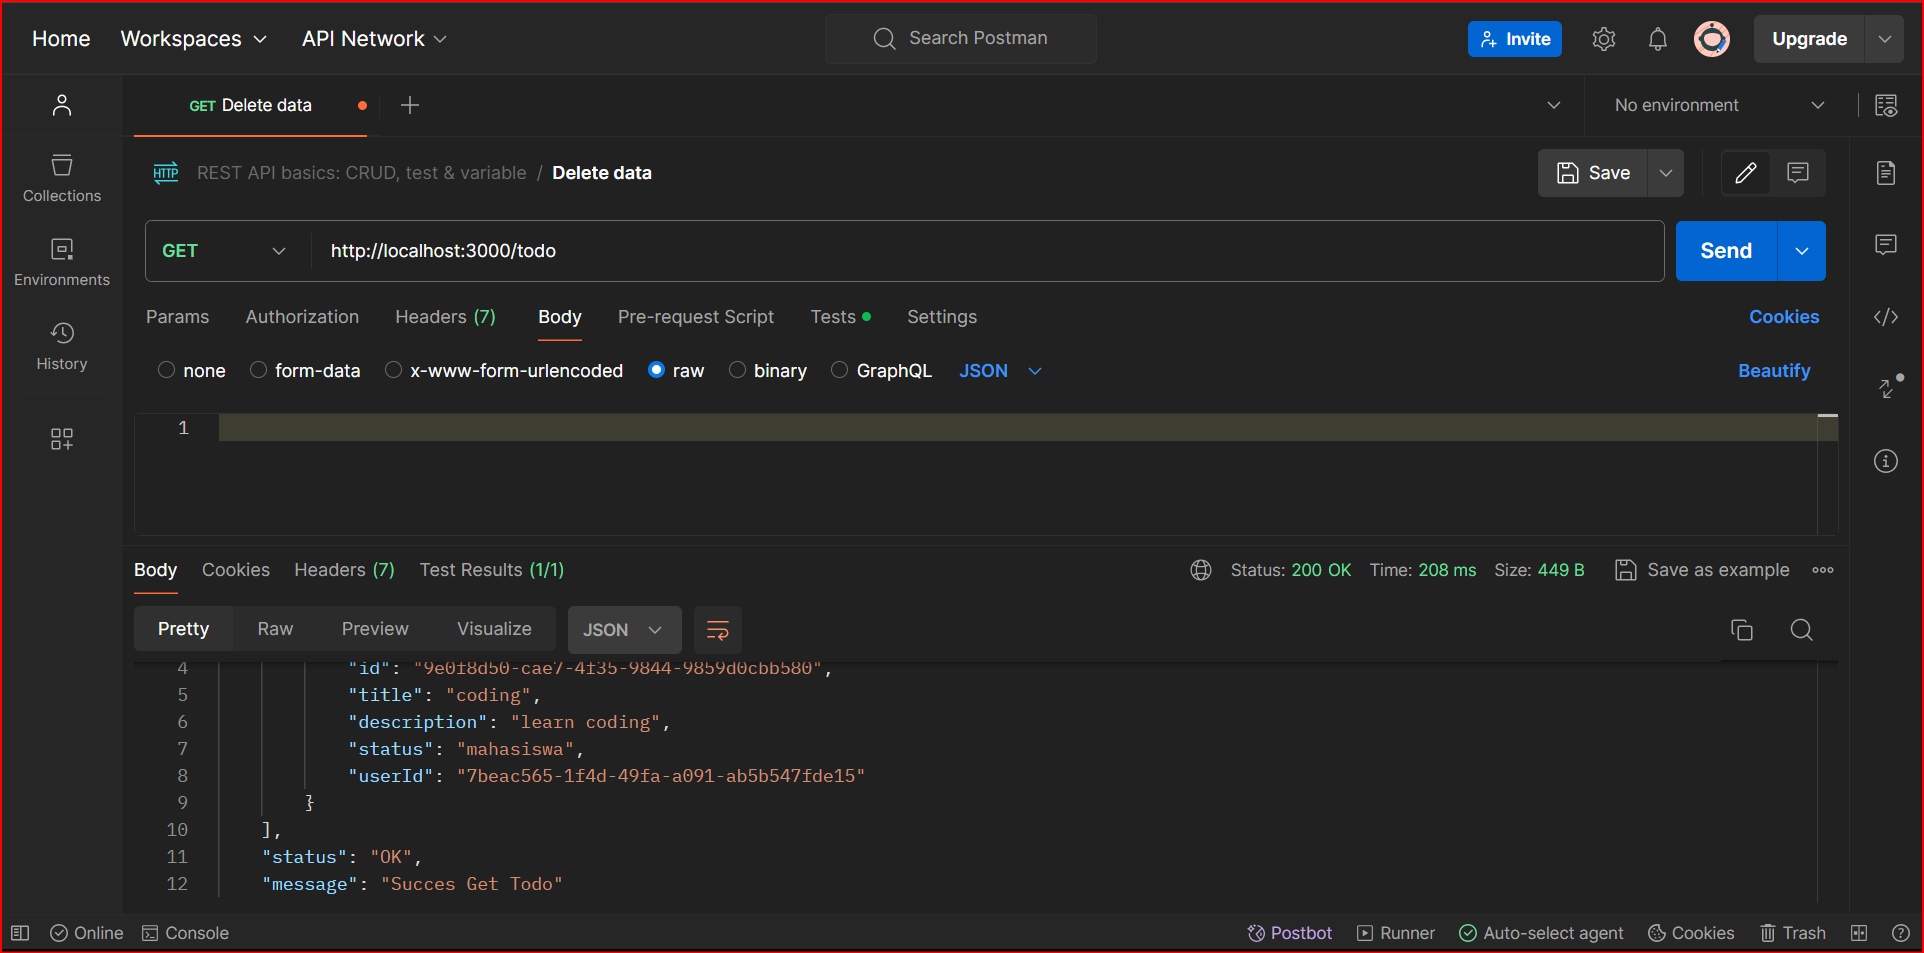 Home Workspaces API Network Search Postman Invite Upgrade
GET Delete data No environment
HTTP REST API basics: CRUD, test & variable / Delete data Save
Collections
GET http://localhost:3000/todo Send
Environments
Params Authorization Headers (7) Body Pre-request Script Tests Settings Cookies
History
none form-data x-www-form-urlencoded raw binary GraphQL JSON Beautify
1
Body Cookies Headers (7) Test Results (1/1) Status: 200 OK Time: 208 ms Size: 449 B Save as example
Pretty Raw Preview Visualize JSON
4 "id": "9e0f8d50-cae7-4f35-9844-9859d0cbb580",
5 "title": "coding",
6 "description": "learn coding",
7 "status": "mahasiswa",
8 "userId": "7beac565-1f4d-49fa-a091-ab5b547fde15"
9 }
10 ],
11 "status": "OK",
12 "message": "Succes Get Todo"
Online Console Postbot Runner Auto-select agent Cookies Trash